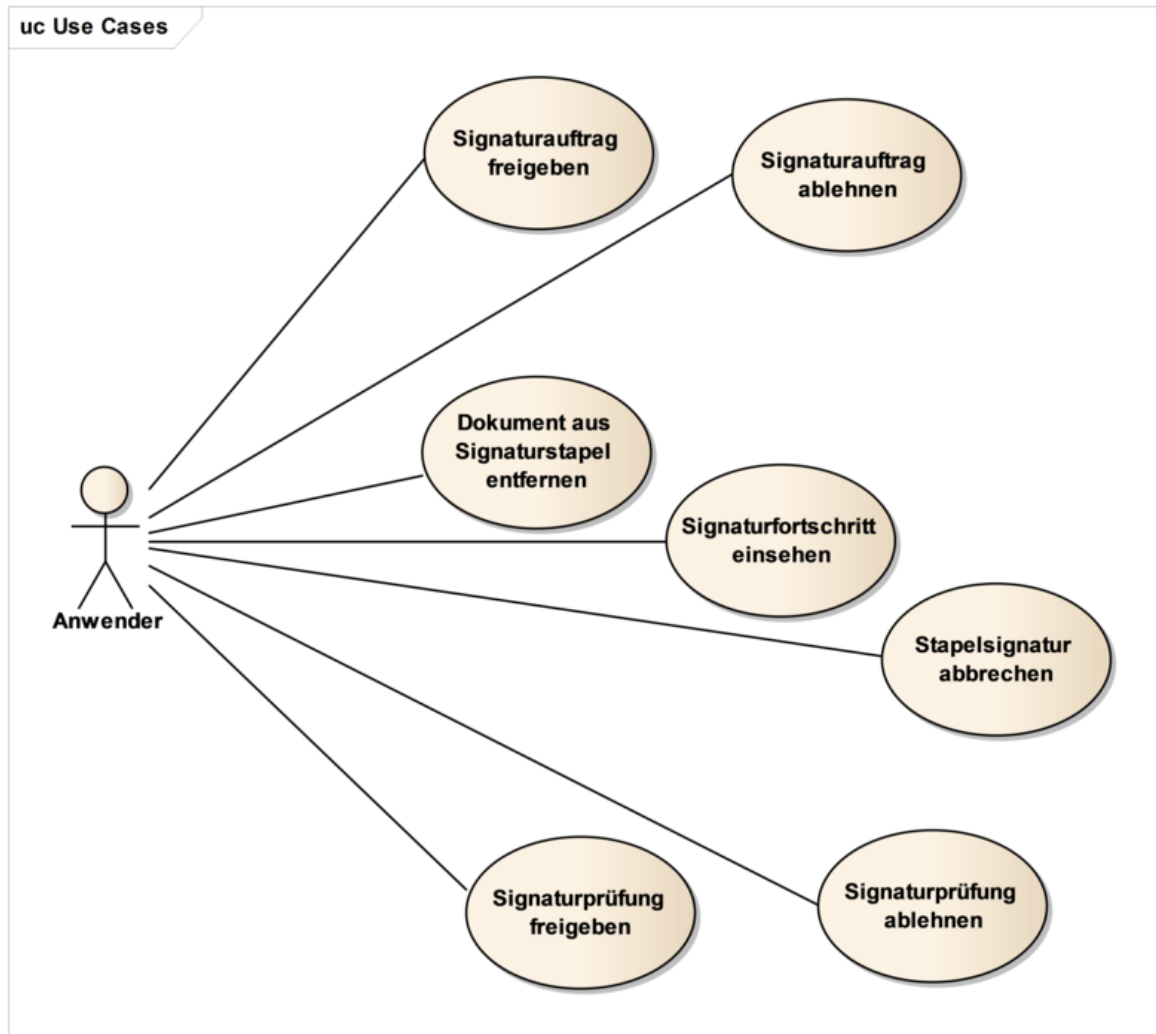 uc Use Cases
Signaturauftrag
freigeben
Signaturauftrag
ablehnen
Dokument aus
Signaturstapel
entfernen
Signaturfortschritt
einsehen
Anwender
Stapelsignatur
abbrechen
Signaturprüfung
freigeben
Signaturprüfung
ablehnen